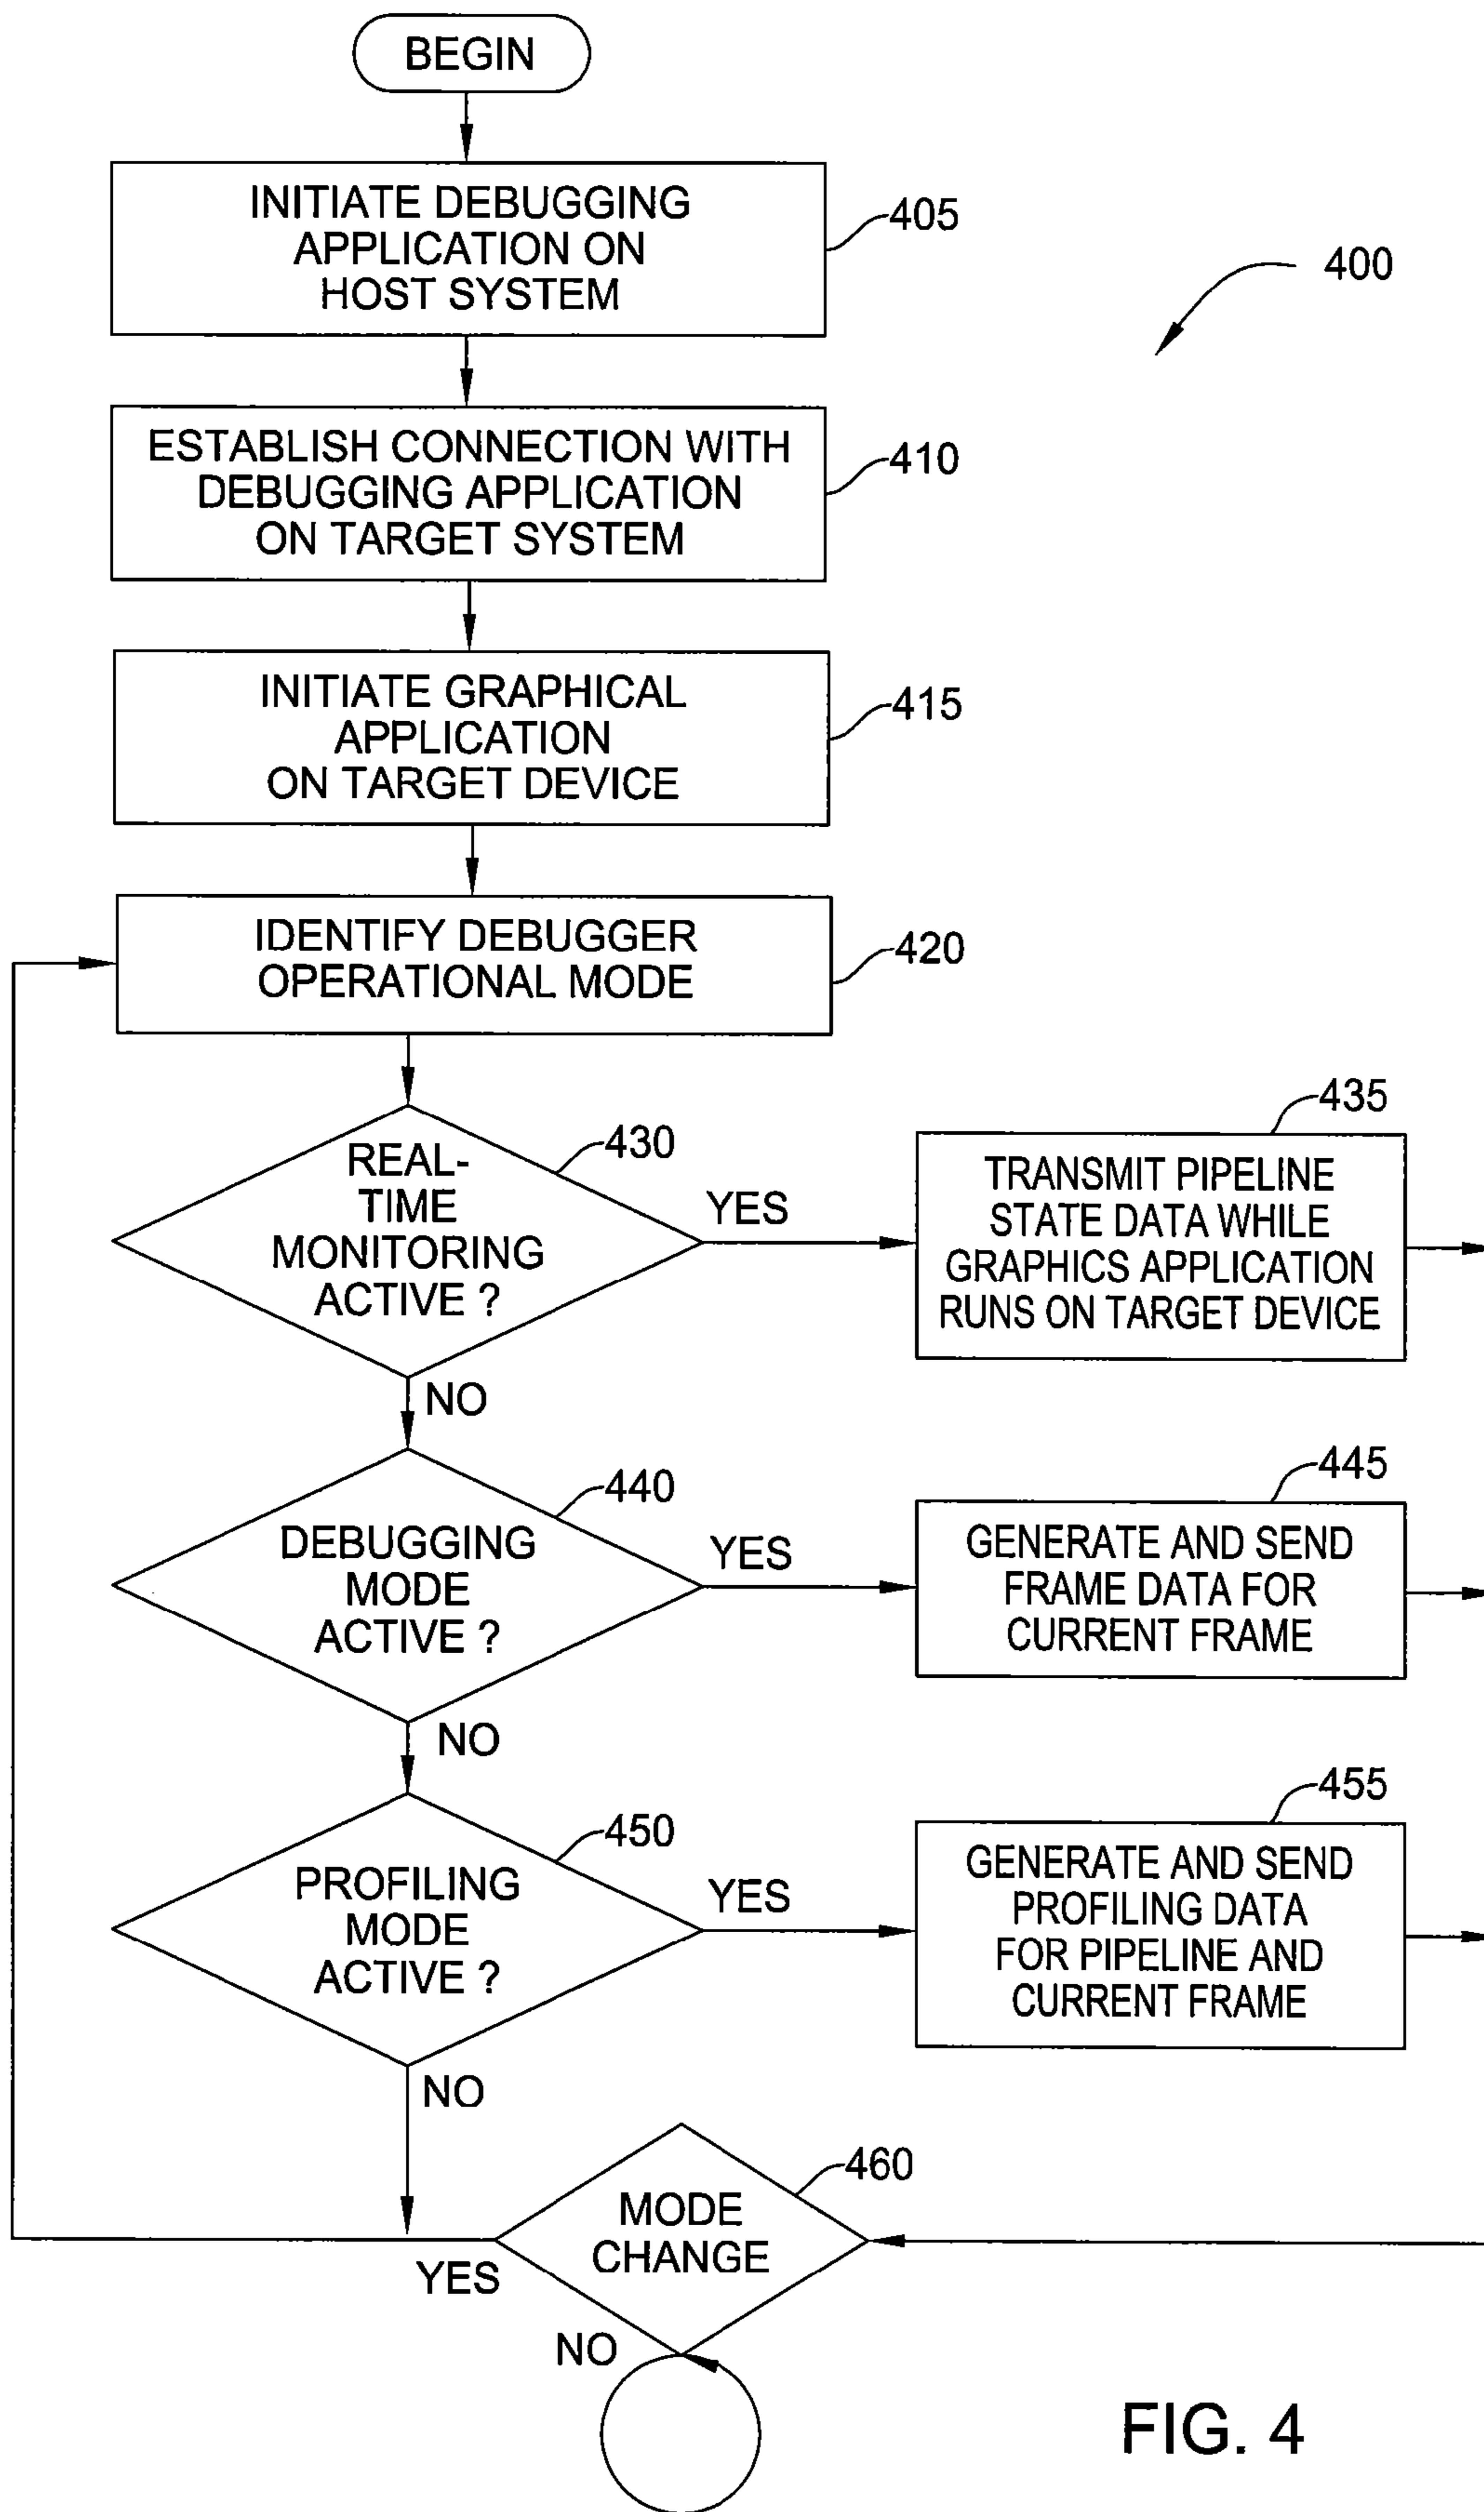 BEGIN
INITIATE DEBUGGING
APPLICATION ON
HOST SYSTEM
405
400
ESTABLISH CONNECTION WITH
DEBUGGING APPLICATION
ON TARGET SYSTEM
410
INITIATE GRAPHICAL
APPLICATION
ON TARGET DEVICE
415
IDENTIFY DEBUGGER
OPERATIONAL MODE
420
REAL-
TIME
MONITORING
ACTIVE ?
430
YES
NO
TRANSMIT PIPELINE
STATE DATA WHILE
GRAPHICS APPLICATION
RUNS ON TARGET DEVICE
435
DEBUGGING
MODE
ACTIVE ?
440
YES
NO
GENERATE AND SEND
FRAME DATA FOR
CURRENT FRAME
445
PROFILING
MODE
ACTIVE ?
450
YES
NO
GENERATE AND SEND
PROFILING DATA
FOR PIPELINE AND
CURRENT FRAME
455
MODE
CHANGE
460
YES
NO
FIG. 4